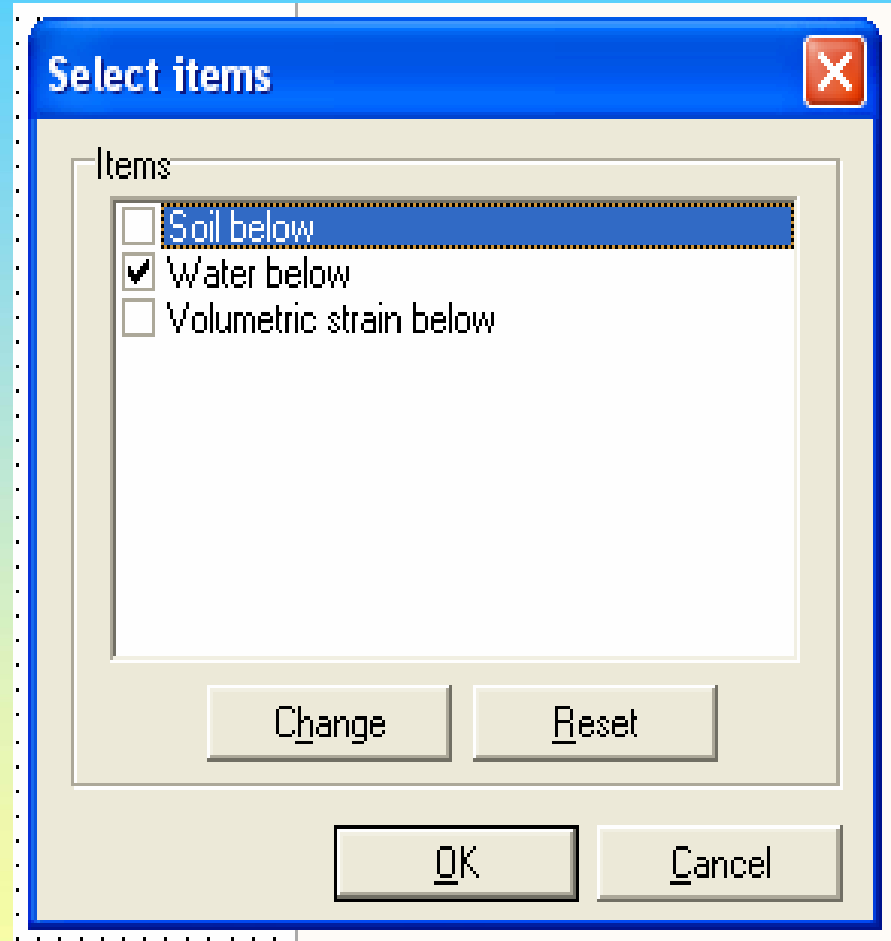 Select items
Items
Soil below
Water below
Volumetric strain below
Change Reset
OK Cancel